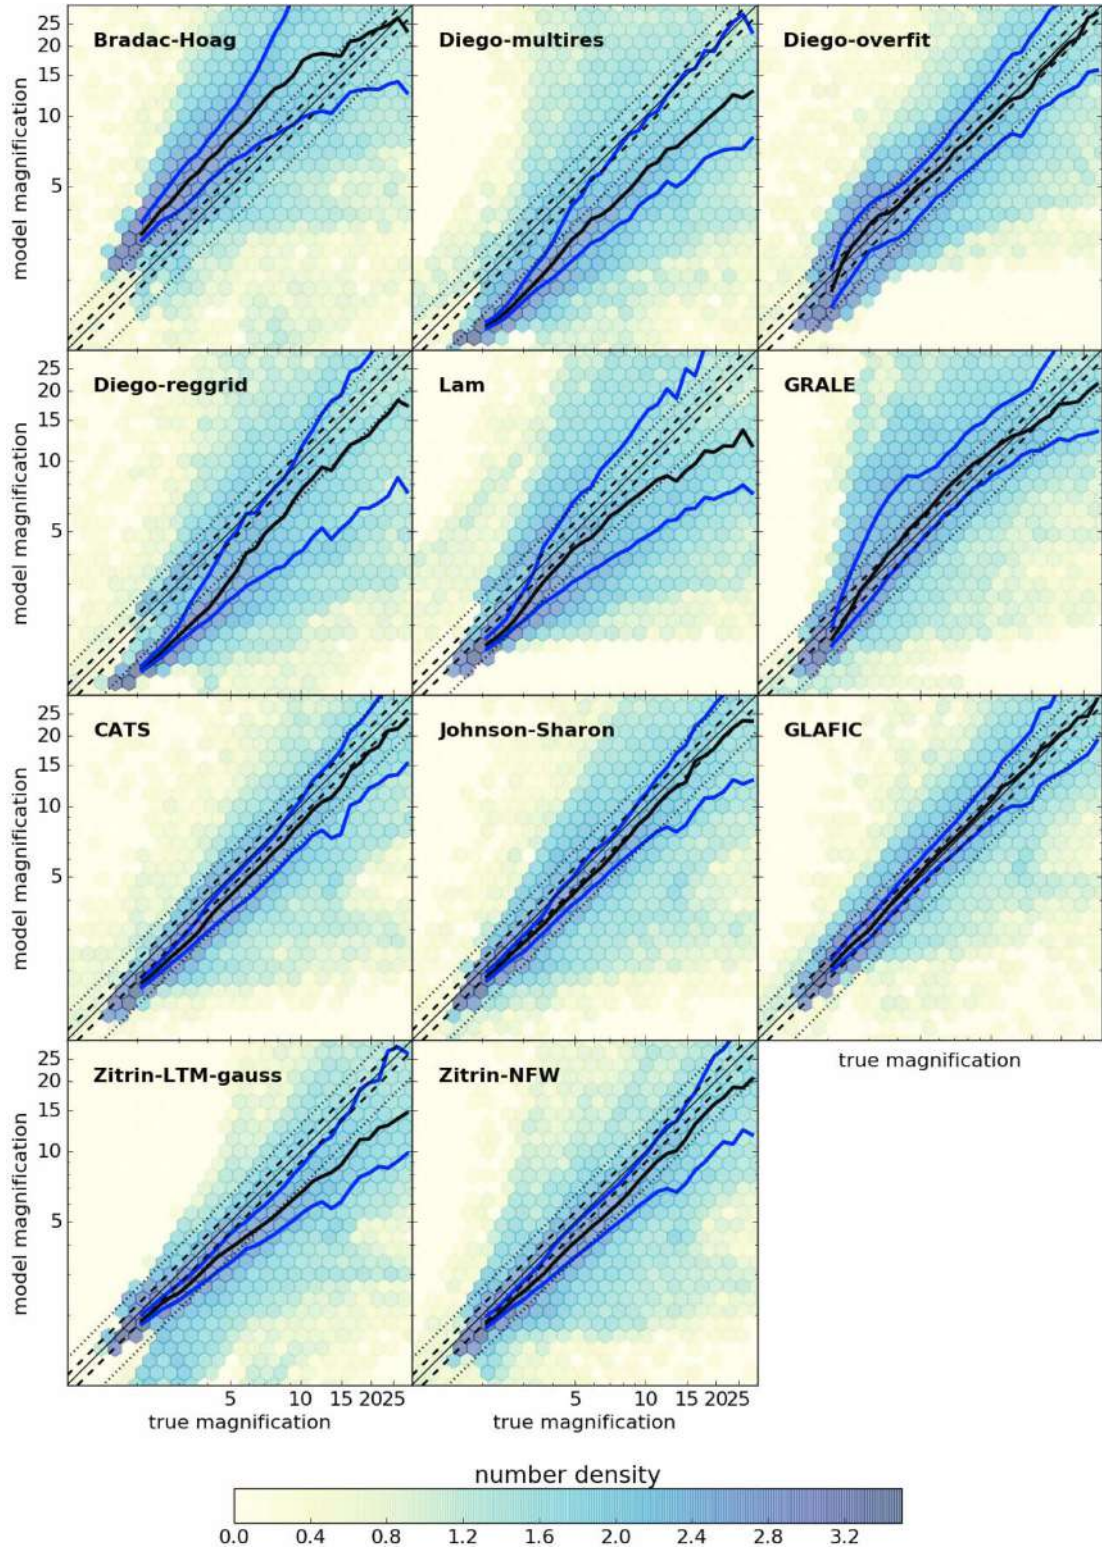 25
20
15
10
5
model magnification
Bradac-Hoag
Diego-multires
Diego-overfit
25
20
15
10
5
model magnification
Diego-reggrid
Lam
GRALE
25
20
15
10
5
model magnification
CATS
Johnson-Sharon
GLAFIC
true magnification
25
20
15
10
5
model magnification
Zitrin-LTM-gauss
Zitrin-NFW
5 10 15 2025
5 10 15 2025
true magnification
true magnification
number density
0.0 0.4 0.8 1.2 1.6 2.0 2.4 2.8 3.2